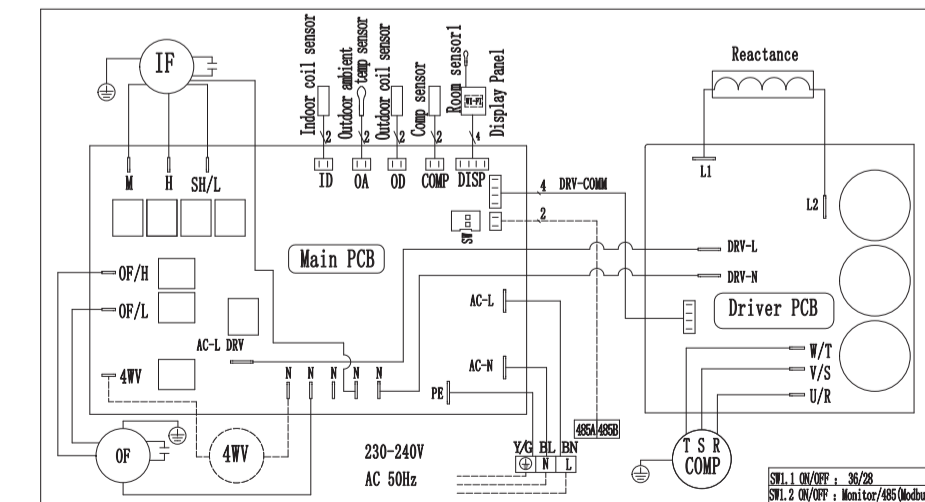 IF
Indoor coil sensor
Outdoor ambient
temp sensor
Outdoor coil sensor
Comp sensor
Room sensor1
WI-FI
Display Panel
Reactance
2
2
2
2
4
M
H
SH/L
ID
OA
OD
COMP
DISP
L1
L2
4
DRV-COMM
2
SW
Main PCB
DRV-L
DRV-N
OF/H
OF/L
AC-L
Driver PCB
AC-L DRV
W/T
V/S
U/R
4WV
N
N
N
N
N
AC-N
PE
OF
4WV
230-240V
AC 50Hz
Y/G
BL
BN
N
L
485A
485B
T S R
COMP
SW1.1 ON/OFF : 36/28
SW1.2 ON/OFF : Monitor/485(Modbu